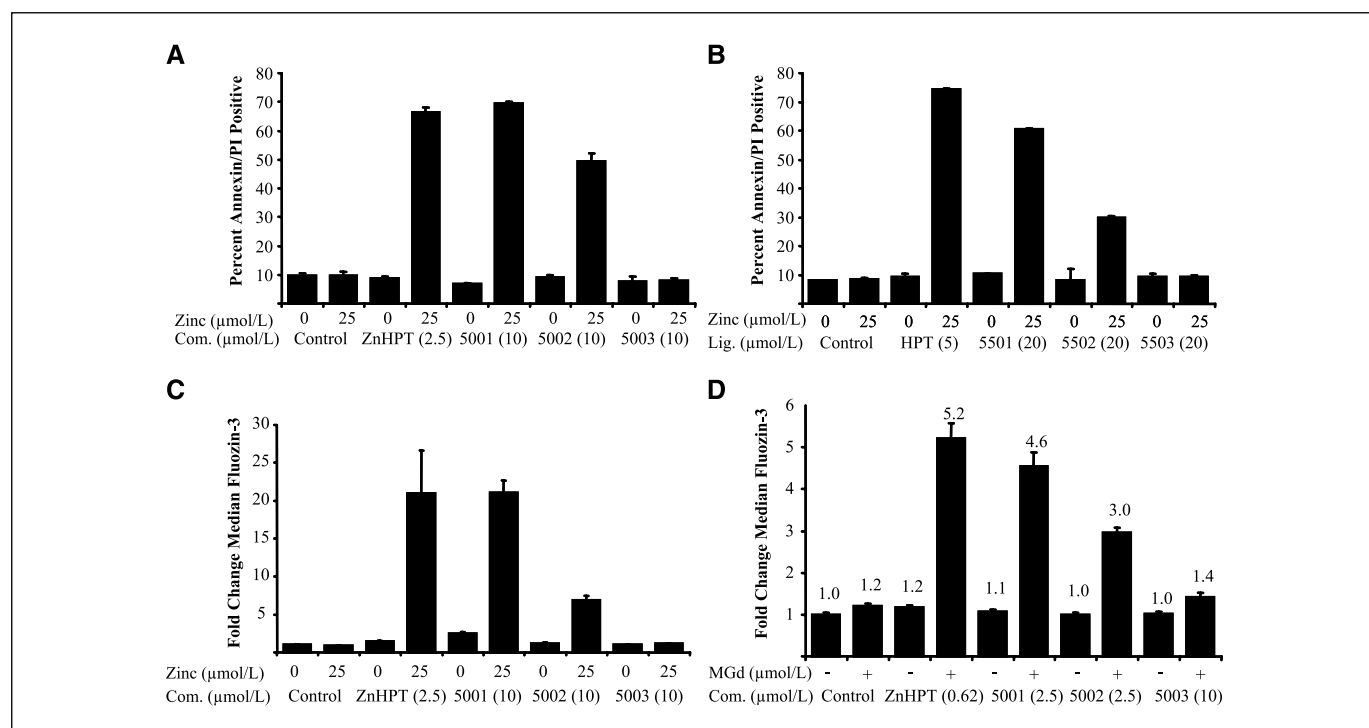 A
Percent Annexin/PI Positive
80
70
60
50
40
30
20
10
Zinc (µmol/L) 0 25 0 25 0 25 0 25 0 25
Com. (µmol/L) Control ZnHPT (2.5) 5001 (10) 5002 (10) 5003 (10)
B
Percent Annexin/PI Positive
80
70
60
50
40
30
20
10
Zinc (µmol/L) 0 25 0 25 0 25 0 25 0 25
Lig. (µmol/L) Control HPT (5) 5501 (20) 5502 (20) 5503 (20)
C
Fold Change Median Fluozin-3
30
25
20
15
10
5
Zinc (µmol/L) 0 25 0 25 0 25 0 25 0 25
Com. (µmol/L) Control ZnHPT (2.5) 5001 (10) 5002 (10) 5003 (10)
D
Fold Change Median Fluozin-3
6
5
4
3
2
1
1.0 1.2 1.2 5.2 1.1 4.6 1.0 3.0 1.0 1.4
MGd (µmol/L) - + - + - + - + - +
Com. (µmol/L) Control ZnHPT (0.62) 5001 (2.5) 5002 (2.5) 5003 (10)